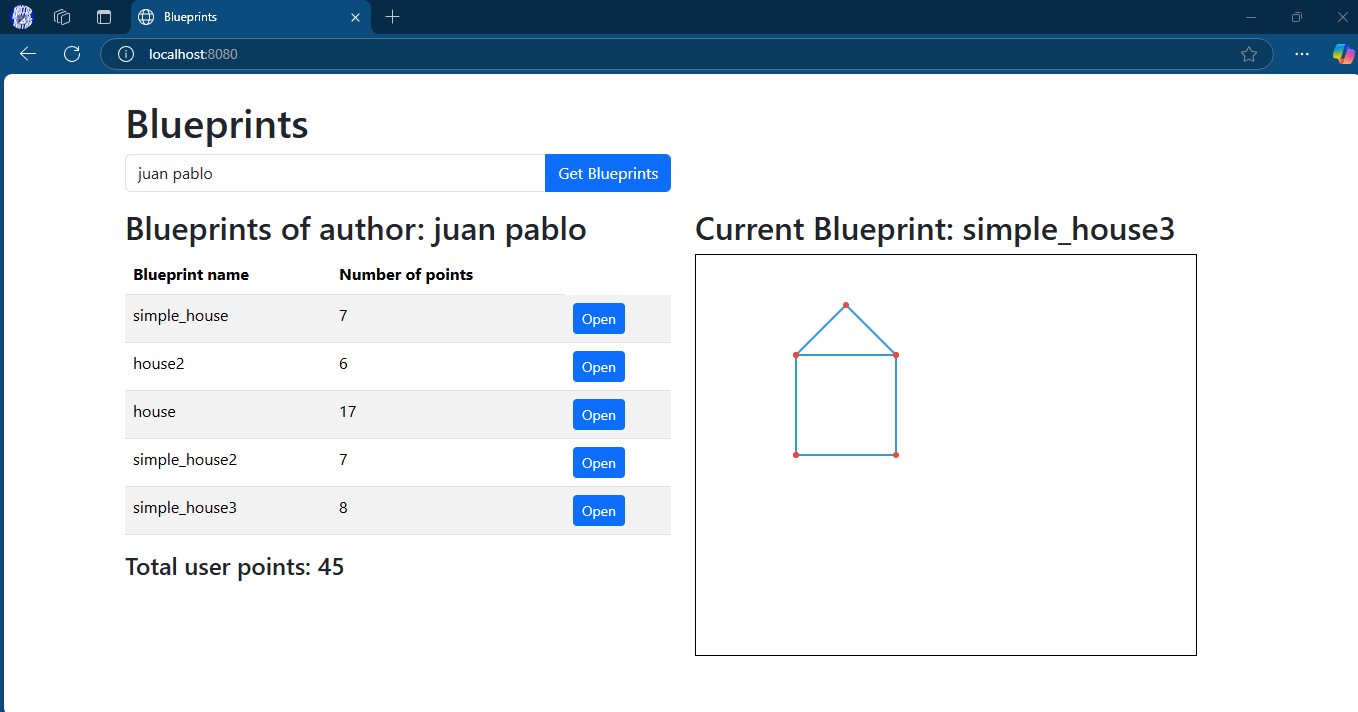 Blueprints
localhost:8080
Blueprints
juan pablo
Get Blueprints
Blueprints of author: juan pablo
Blueprint name Number of points
simple_house 7 Open
house2 6 Open
house 17 Open
simple_house2 7 Open
simple_house3 8 Open
Total user points: 45
Current Blueprint: simple_house3